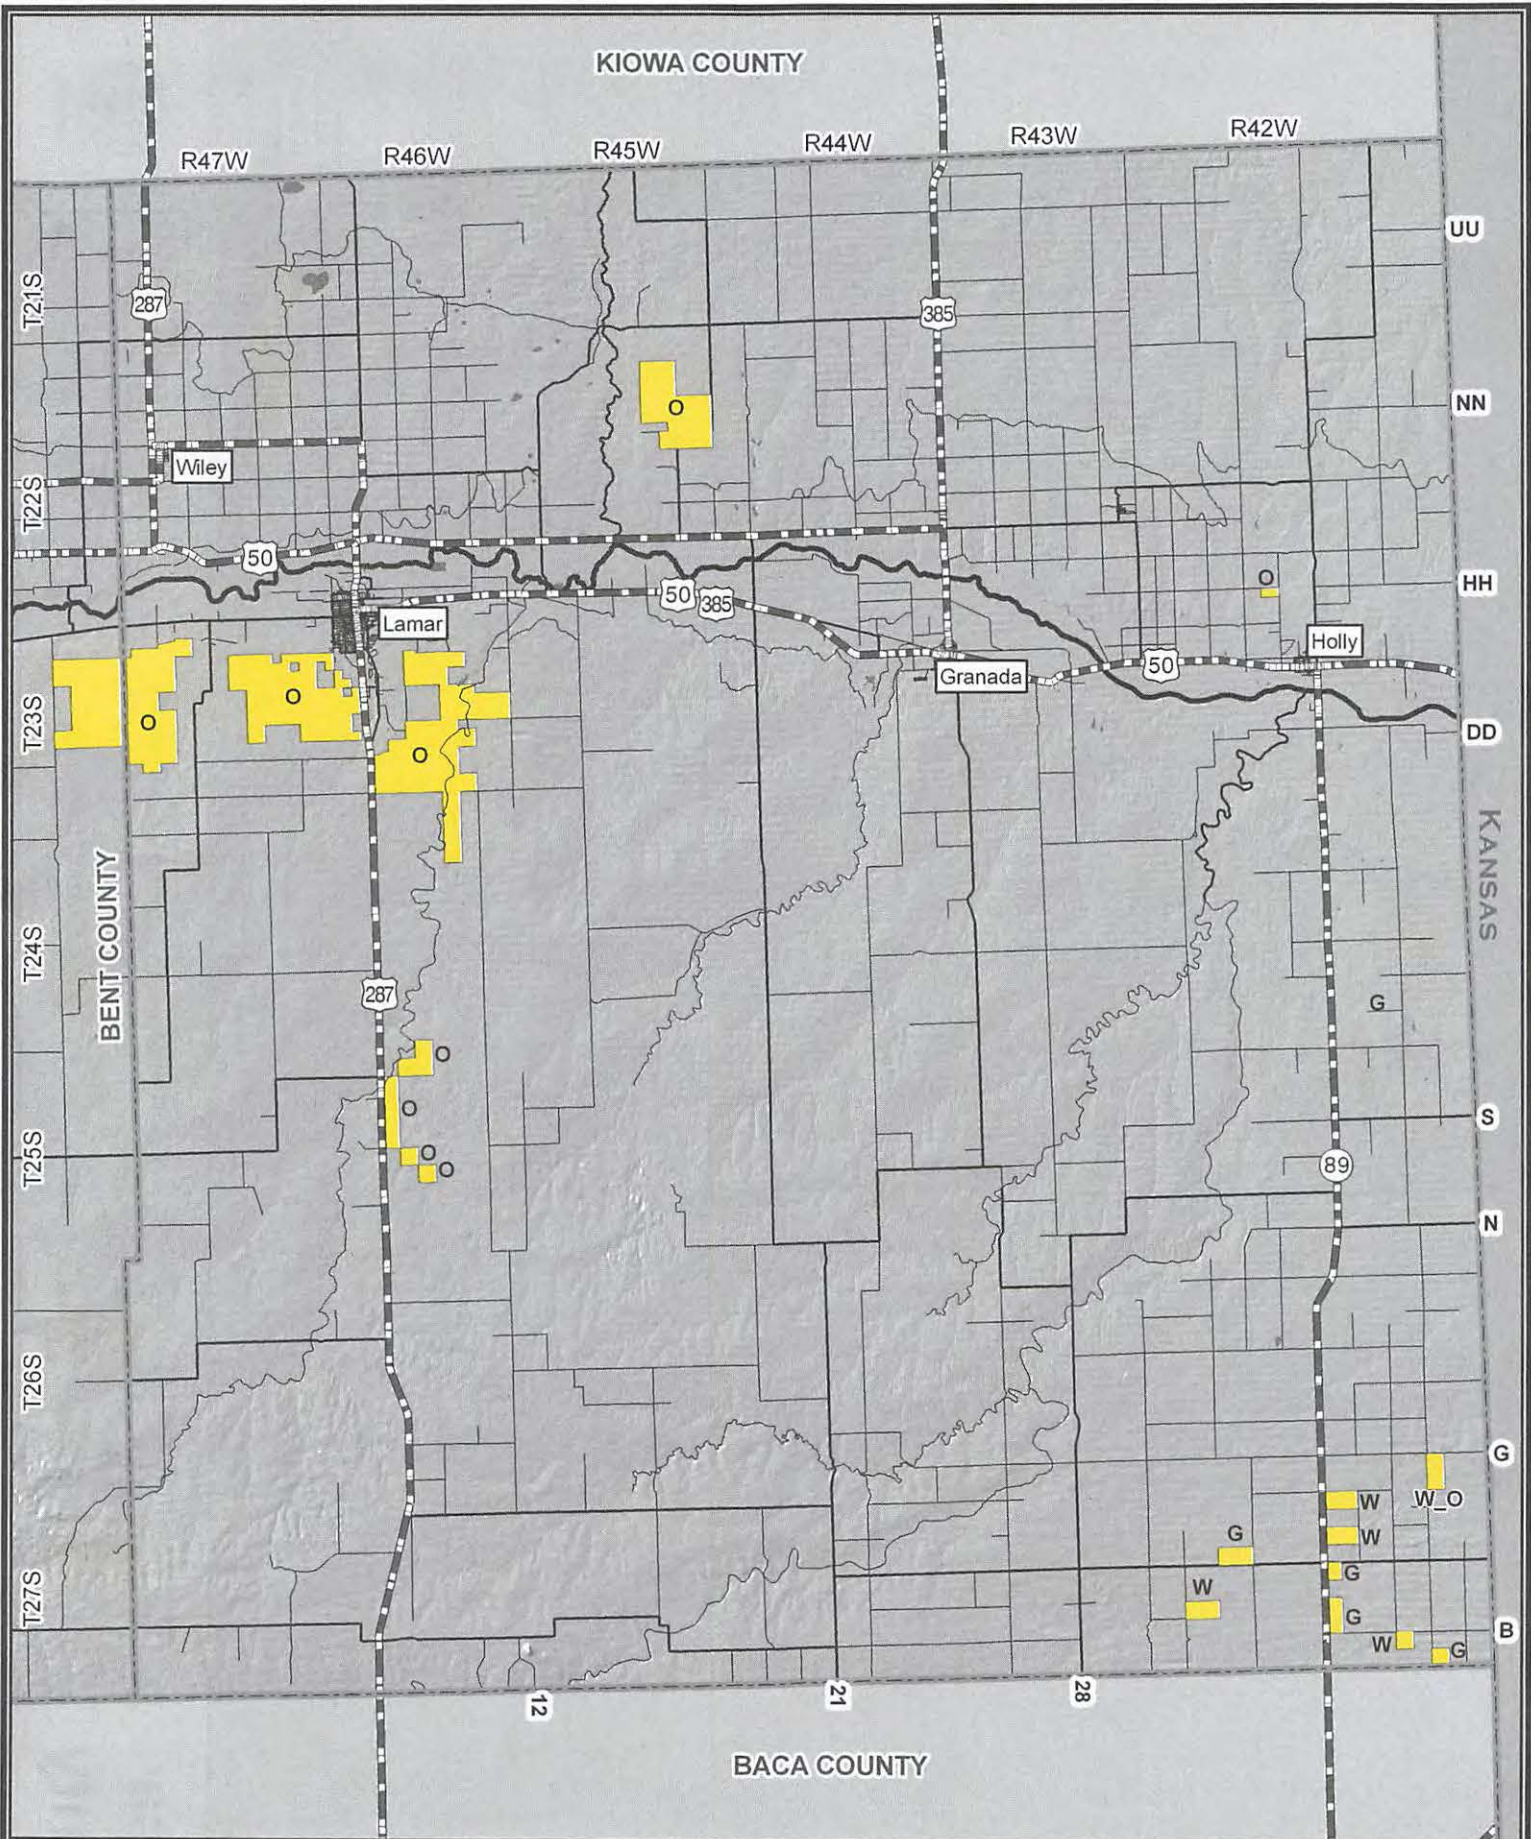 KIOWA COUNTY
R47W
R46W
R45W
R44W
R43W
R42W
UU
T21S
287
385
NN
O
Wiley
T22S
50
O
HH
50
385
Lamar
Holly
50
Granada
T23S
O
O
O
DD
KANSAS
BENT COUNTY
T24S
287
G
O
O
S
T25S
O
O
89
N
T26S
G
W
W_O
W
G
G
T27S
W
G
B
W
G
12
21
28
BACA COUNTY